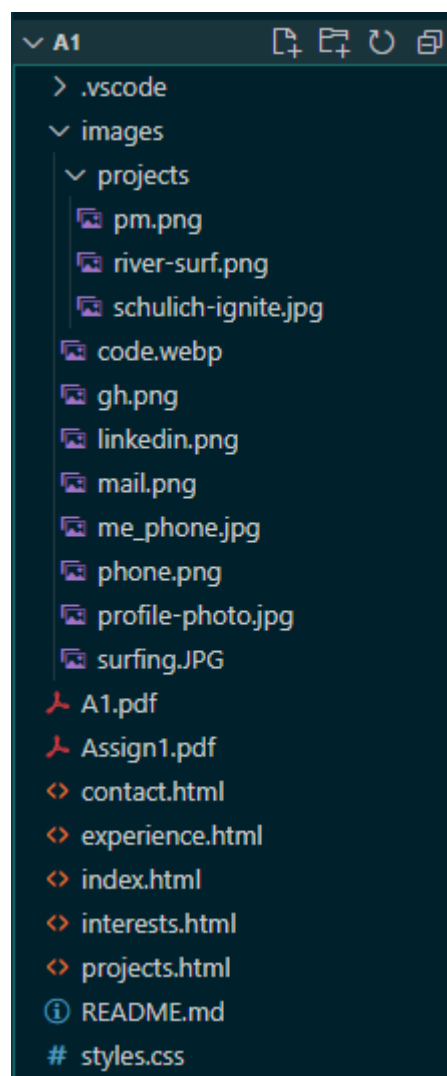 A1
.vscode
images
projects
pm.png
river-surf.png
schulich-ignite.jpg
code.webp
gh.png
linkedin.png
mail.png
me_phone.jpg
phone.png
profile-photo.jpg
surfing.JPG
A1.pdf
Assign1.pdf
contact.html
experience.html
index.html
interests.html
projects.html
README.md
# styles.css